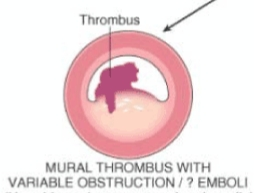 Thrombus
MURAL THROMBUS WITH
VARIABLE OBSTRUCTION / ? EMBOLI